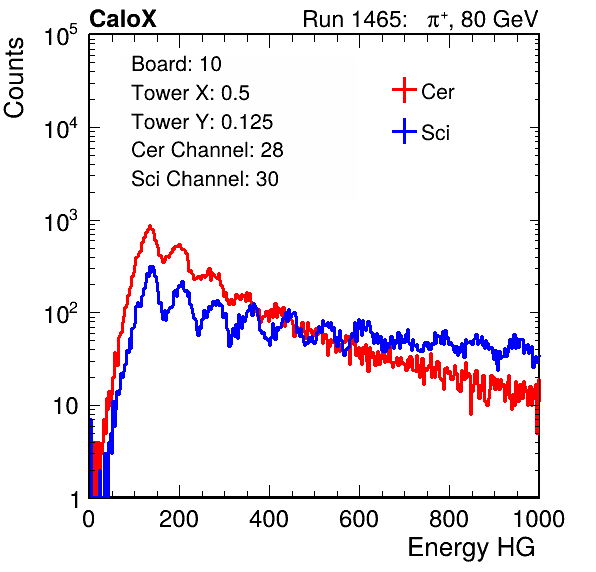 CaloX Run 1465: π⁺, 80 GeV
Counts
10⁵
10⁴
10³
10²
10
1
Board: 10
Tower X: 0.5
Tower Y: 0.125
Cer Channel: 28
Sci Channel: 30
Cer
Sci
0 200 400 600 800 1000
Energy HG